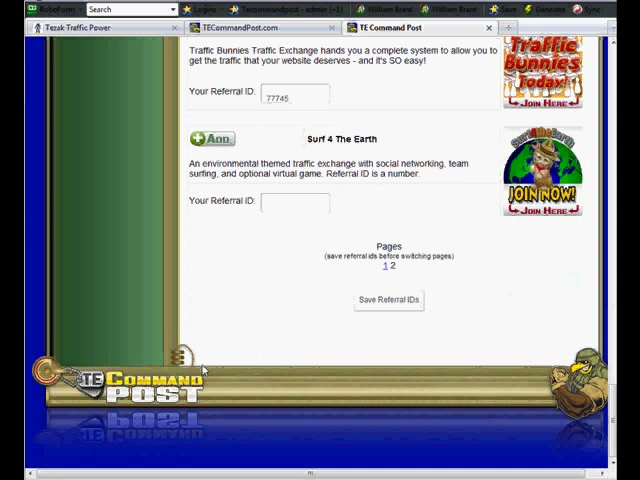 RoboForm Search Logins Tecommandpost - admin (+1) William Brant William Brant Save Generate Sync
Tezak Traffic Power TECommandPost.com TE Command Post
Traffic Bunnies Traffic Exchange hands you a complete system to allow you to
get the traffic that your website deserves - and it's SO easy!
Traffic
Bunnies
Today!
JOIN HERE
Your Referral ID: 77745
ADD Surf 4 The Earth
An environmental themed traffic exchange with social networking, team
surfing, and optional virtual game. Referral ID is a number.
Surf4TheEarth
JOIN NOW!
JOIN HERE
Your Referral ID:
Pages
(save referral ids before switching pages)
1 2
Save Referral IDs
TE COMMAND
POST